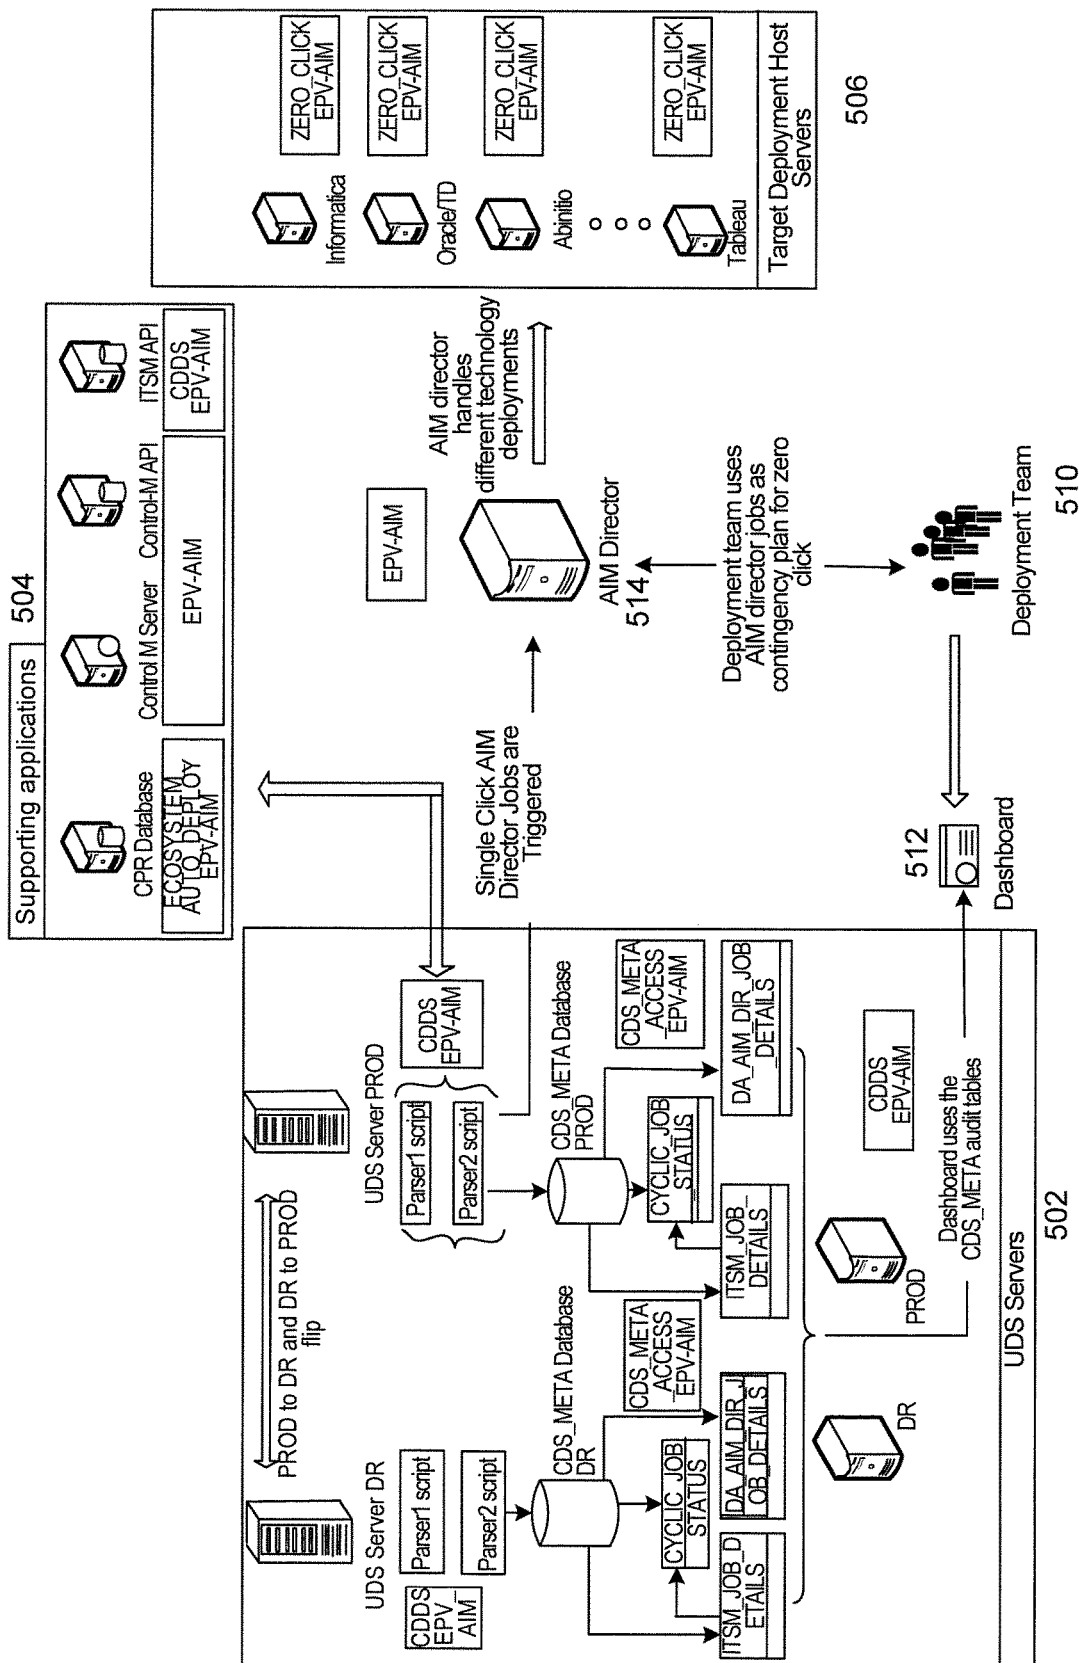 Supporting applications
504
CPR Database
Control M Server
Control-M API
ITSM API
ECOSYSTEM_
AUTO_DEPLOY
EPV-AIM
EPV-AIM
CDDS
EPV-AIM
PROD to DR and DR to PROD
flip
UDS Server DR
UDS Server PROD
CDDS
EPV_
AIM
Parser1 script
Parser2 script
Parser1 script
Parser2 script
CDDS
EPV-AIM
CDS_META Database
DR
CDS_META Database
PROD
CDS_META
_ACCESS
EPV-AIM
CDS_META
_ACCESS
EPV-AIM
CYCLIC_JOB
STATUS
CYCLIC_JOB
STATUS
ITSM_JOB_D
ETAILS
DA_AIM_DIR_J
OB_DETAILS
ITSM_JOB_
DETAILS
DA_AIM_DIR_JOB
_DETAILS
DR
PROD
CDDS
EPV-AIM
Dashboard uses the
CDS_META audit tables
UDS Servers
502
Single Click AIM
Director Jobs are
Triggered
EPV-AIM
AIM Director
514
AIM director
handles
different technology
deployments
Deployment team uses
AIM director jobs as
contingency plan for zero
click
512
Dashboard
Deployment Team
510
Informatica
ZERO_CLICK
EPV-AIM
Oracle/TD
ZERO_CLICK
EPV-AIM
Abinitio
ZERO_CLICK
EPV-AIM
Tableau
ZERO_CLICK
EPV-AIM
Target Deployment Host
Servers
506